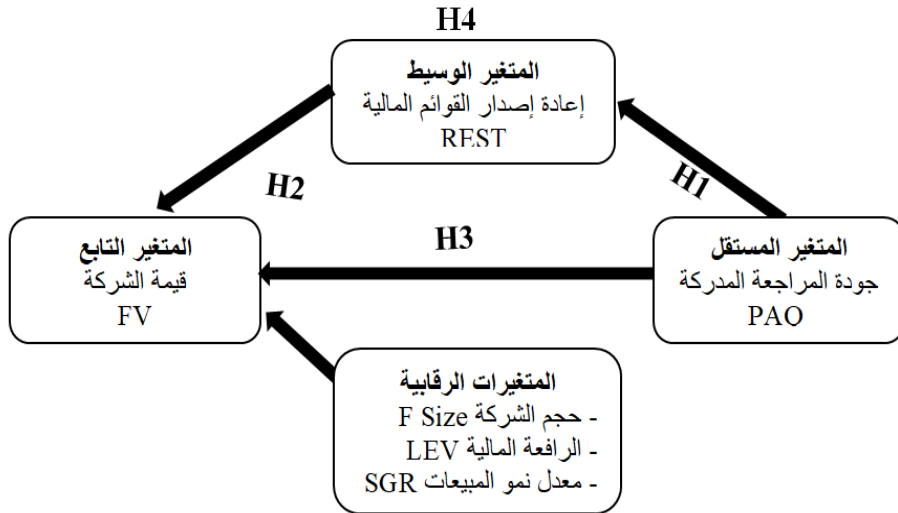 H4
المتغير الوسيط
إعادة إصدار القوائم المالية
REST
H1
H2
المتغير المستقل
جودة المراجعة المدركة
PAQ
H3
المتغير التابع
قيمة الشركة
FV
المتغيرات الرقابية
- حجم الشركة F Size
- الرافعة المالية LEV
- معدل نمو المبيعات SGR